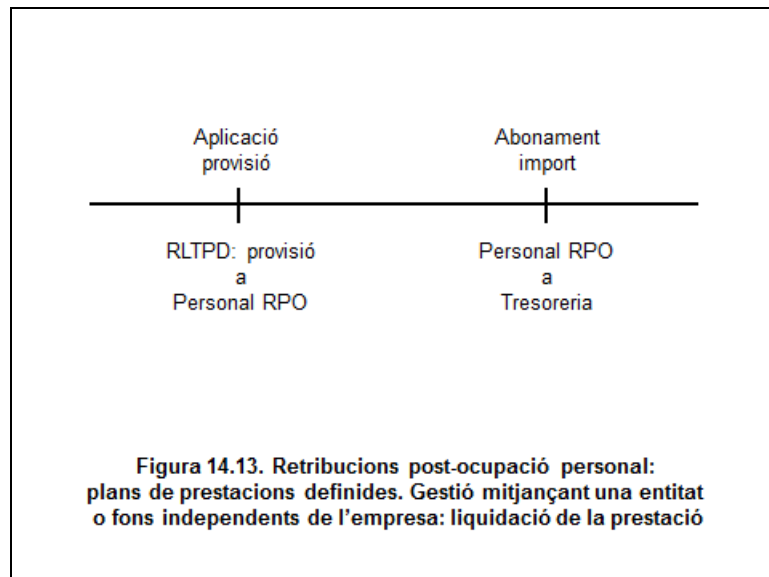 Aplicació
provisió
Abonament
import
RLTPD: provisió
a
Personal RPO
Personal RPO
a
Tresoreria
Figura 14.13. Retribucions post-ocupació personal:
plans de prestacions definides. Gestió mitjançant una entitat
o fons independents de l'empresa: liquidació de la prestació